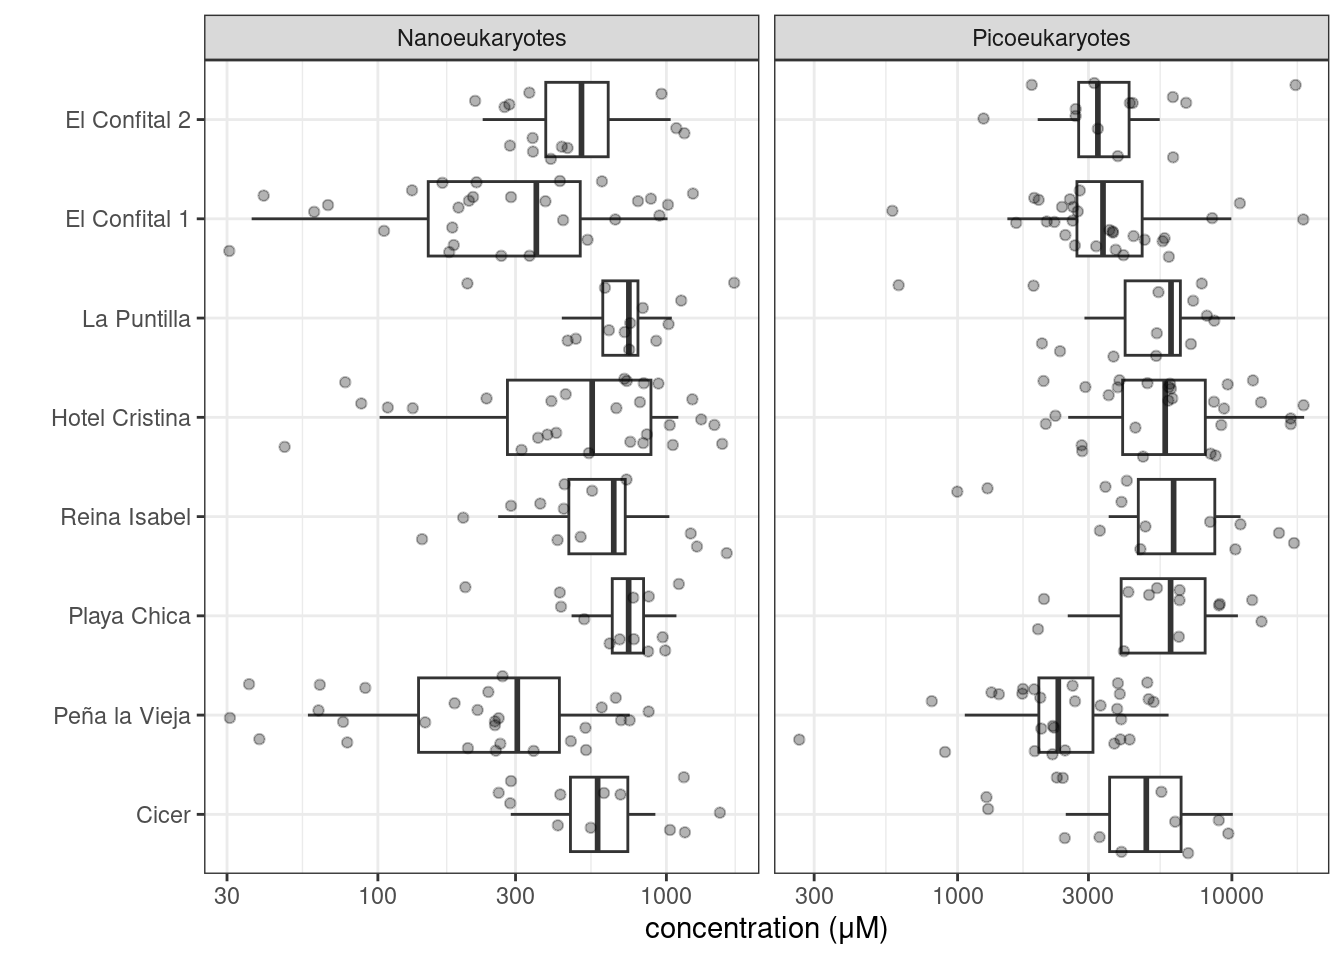 Nanoeukaryotes
Picoeukaryotes
El Confital 2
El Confital 1
La Puntilla
Hotel Cristina
Reina Isabel
Playa Chica
Peña la Vieja
Cicer
30 100 300 1000
300 1000 3000 10000
concentration (µM)